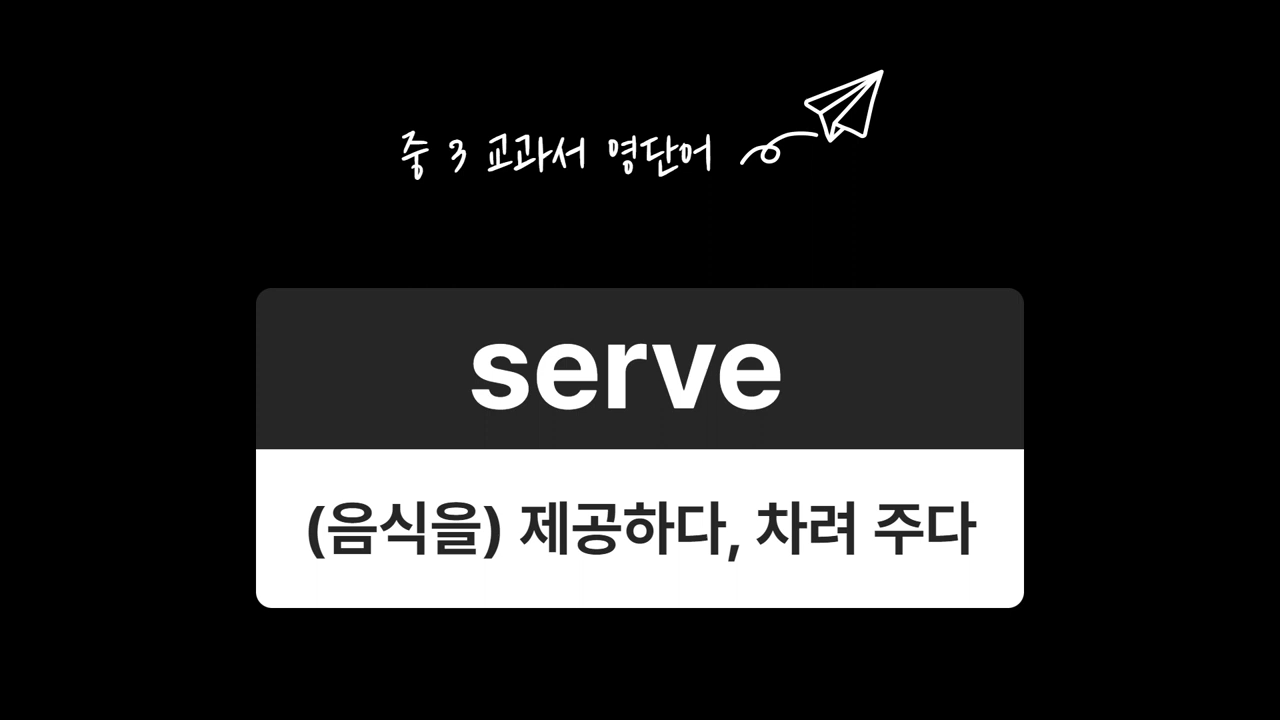 중 3 교과서 영단어
serve
(음식을) 제공하다, 차려 주다